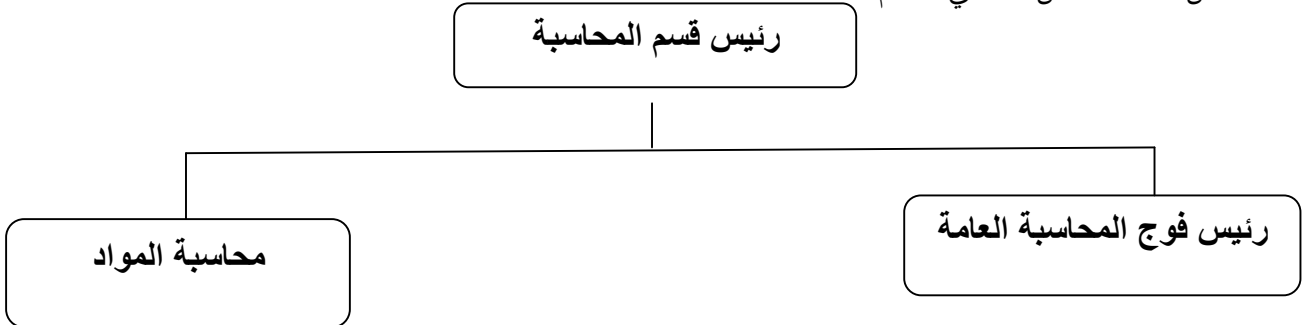 رئيس قسم المحاسبة
رئيس فوج المحاسبة العامة
محاسبة المواد